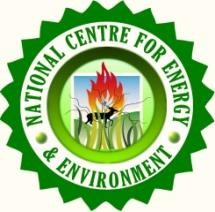 NATIONAL CENTRE FOR ENERGY
& ENVIRONMENT